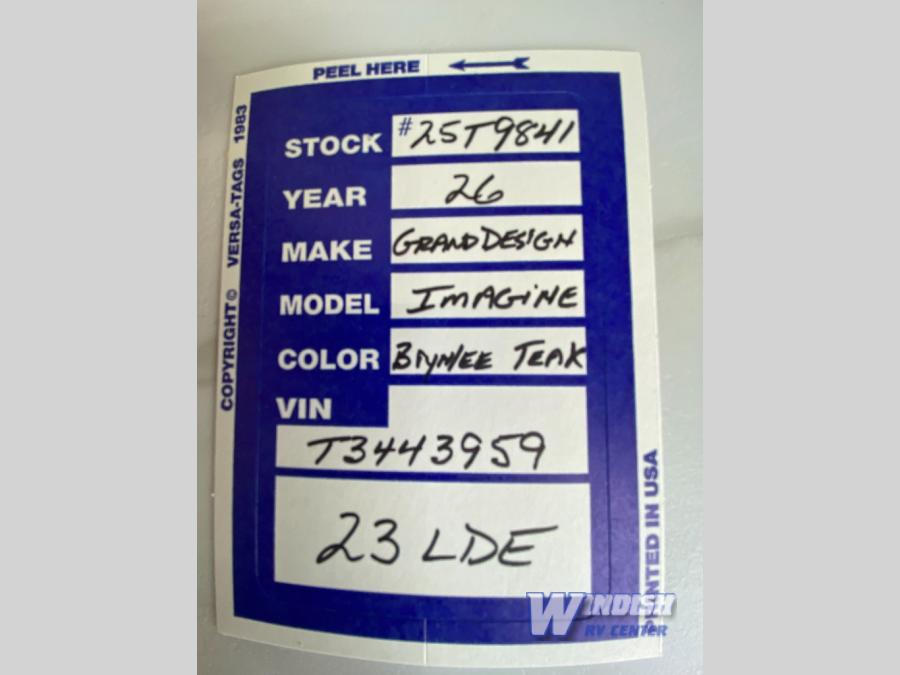 PEEL HERE
COPYRIGHT © VERSA-TAGS 1983
STOCK #25T9841
YEAR 26
MAKE GRAND DESIGN
MODEL IMAGINE
COLOR Brynlee TEAK
VIN
T3443959
23 LDE
PRINTED IN USA
WINDISH
RV CENTER